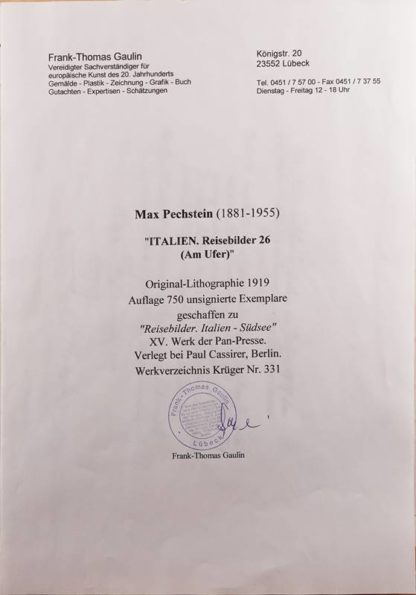 Frank-Thomas Gaulin
Vereidigter Sachverständiger für
europäische Kunst des 20. Jahrhunderts
Gemälde - Plastik - Zeichnung - Grafik - Buch
Gutachten - Expertisen - Schätzungen
Königstr. 20
23552 Lübeck
Tel. 0451 / 7 57 00 - Fax 0451 / 7 37 55
Dienstag - Freitag 12 - 18 Uhr
Max Pechstein (1881-1955)
"ITALIEN. Reisebilder 26
(Am Ufer)"
Original-Lithographie 1919
Auflage 750 unsignierte Exemplare
geschaffen zu
"Reisebilder. Italien - Südsee"
XV. Werk der Pan-Presse.
Verlegt bei Paul Cassirer, Berlin.
Werkverzeichnis Krüger Nr. 331
Frank-Thomas Gaulin
Lübeck
Frank-Thomas Gaulin